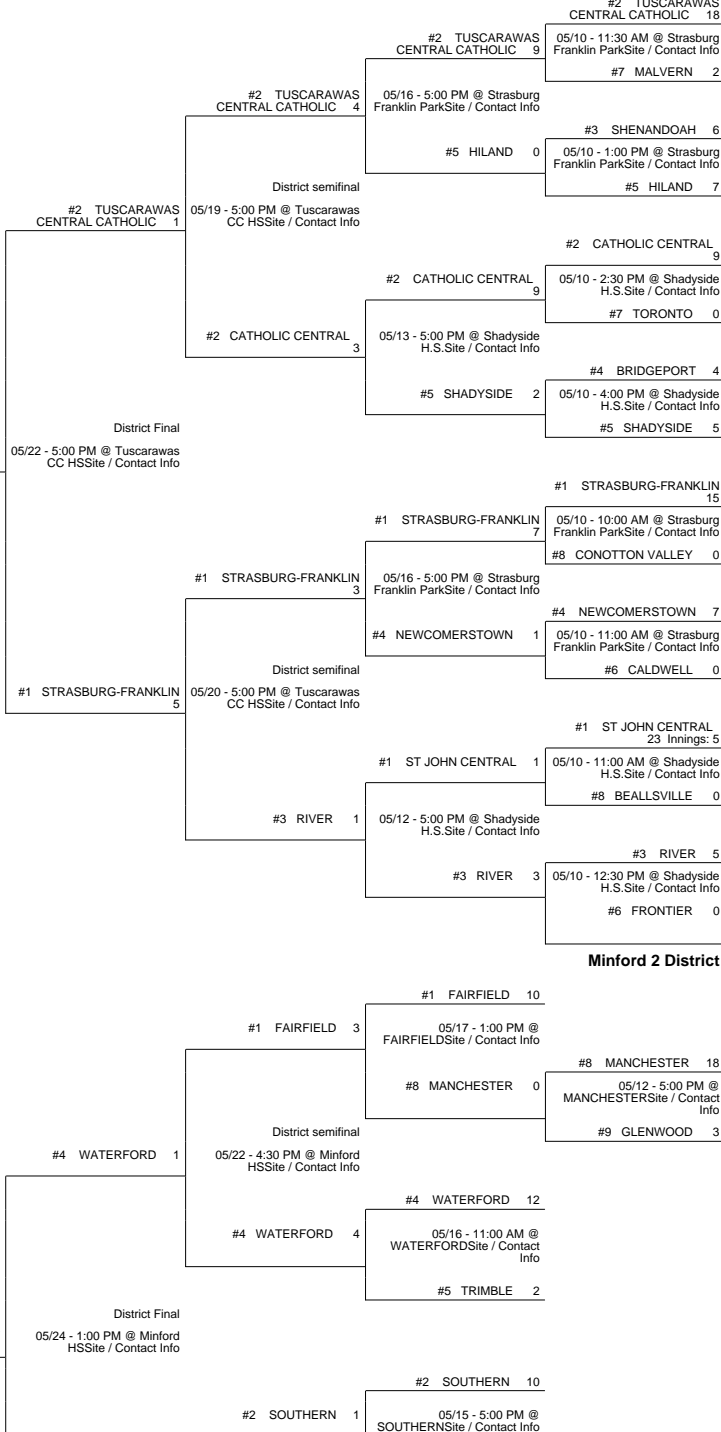 #2 TUSCARAWAS
CENTRAL CATHOLIC 18
05/10 - 11:30 AM @ Strasburg
Franklin ParkSite / Contact Info
#7 MALVERN 2
#2 TUSCARAWAS
CENTRAL CATHOLIC 9
05/16 - 5:00 PM @ Strasburg
Franklin ParkSite / Contact Info
#3 SHENANDOAH 6
05/10 - 1:00 PM @ Strasburg
Franklin ParkSite / Contact Info
#5 HILAND 7
#5 HILAND 0
#2 TUSCARAWAS
CENTRAL CATHOLIC 4
District semifinal
05/19 - 5:00 PM @ Tuscarawas
CC HSSite / Contact Info
#2 TUSCARAWAS
CENTRAL CATHOLIC 1
#2 CATHOLIC CENTRAL
9
05/10 - 2:30 PM @ Shadyside
H.S.Site / Contact Info
#7 TORONTO 0
#2 CATHOLIC CENTRAL
9
05/13 - 5:00 PM @ Shadyside
H.S.Site / Contact Info
#2 CATHOLIC CENTRAL
3
#4 BRIDGEPORT 4
05/10 - 4:00 PM @ Shadyside
H.S.Site / Contact Info
#5 SHADYSIDE 5
#5 SHADYSIDE 2
District Final
05/22 - 5:00 PM @ Tuscarawas
CC HSSite / Contact Info
#1 STRASBURG-FRANKLIN
15
05/10 - 10:00 AM @ Strasburg
Franklin ParkSite / Contact Info
#8 CONOTTON VALLEY 0
#1 STRASBURG-FRANKLIN
7
05/16 - 5:00 PM @ Strasburg
Franklin ParkSite / Contact Info
#1 STRASBURG-FRANKLIN
3
#4 NEWCOMERSTOWN 7
05/10 - 11:00 AM @ Strasburg
Franklin ParkSite / Contact Info
#6 CALDWELL 0
#4 NEWCOMERSTOWN 1
District semifinal
05/20 - 5:00 PM @ Tuscarawas
CC HSSite / Contact Info
#1 STRASBURG-FRANKLIN
5
#1 ST JOHN CENTRAL
23 Innings: 5
05/10 - 11:00 AM @ Shadyside
H.S.Site / Contact Info
#8 BEALLSVILLE 0
#1 ST JOHN CENTRAL 1
05/12 - 5:00 PM @ Shadyside
H.S.Site / Contact Info
#3 RIVER 1
#3 RIVER 5
05/10 - 12:30 PM @ Shadyside
H.S.Site / Contact Info
#6 FRONTIER 0
#3 RIVER 3
Minford 2 District
#1 FAIRFIELD 10
05/17 - 1:00 PM @
FAIRFIELDSite / Contact Info
#1 FAIRFIELD 3
#8 MANCHESTER 18
05/12 - 5:00 PM @
MANCHESTERSite / Contact
Info
#9 GLENWOOD 3
#8 MANCHESTER 0
District semifinal
05/22 - 4:30 PM @ Minford
HSSite / Contact Info
#4 WATERFORD 1
#4 WATERFORD 12
05/16 - 11:00 AM @
WATERFORDSite / Contact
Info
#4 WATERFORD 4
#5 TRIMBLE 2
District Final
05/24 - 1:00 PM @ Minford
HSSite / Contact Info
#2 SOUTHERN 10
#2 SOUTHERN 1
05/15 - 5:00 PM @
SOUTHERNSite / Contact Info